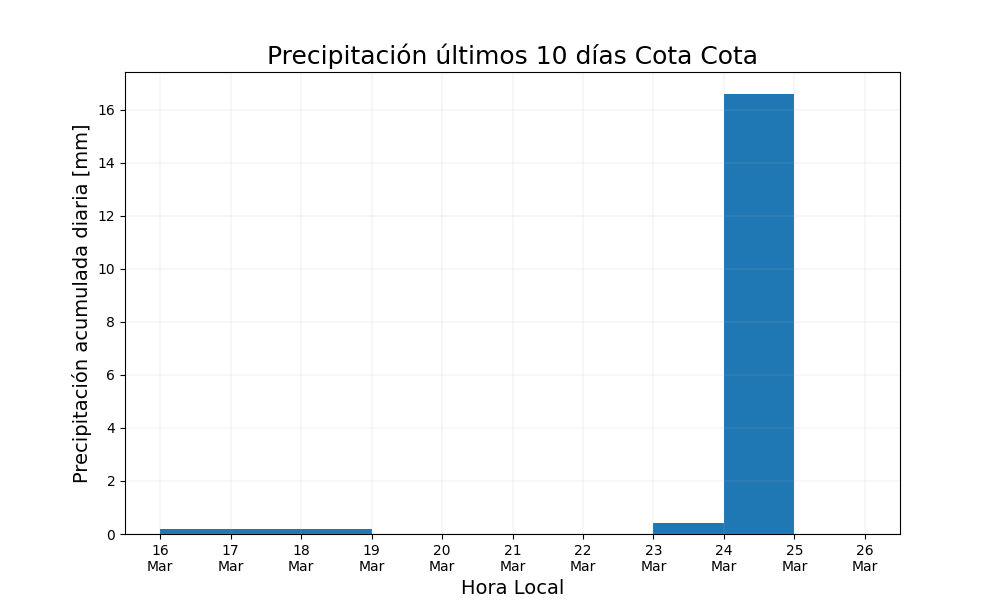 Precipitación últimos 10 días Cota Cota
Precipitación acumulada diaria [mm]
16
14
12
10
8
6
4
2
0
16 17 18 19 20 21 22 23 24 25 26
Mar Mar Mar Mar Mar Mar Mar Mar Mar Mar Mar
Hora Local